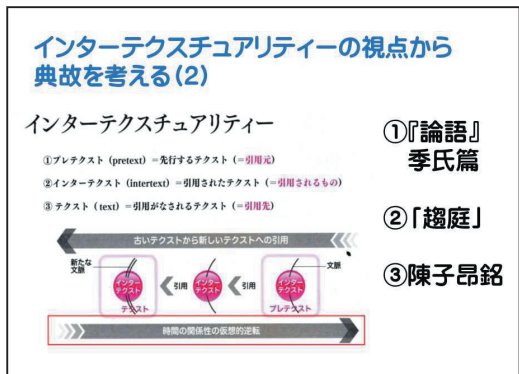 インターテクスチュアリティーの視点から
典故を考える(2)
インターテクスチュアリティー
①プレテクスト (pretext) =先行するテクスト (=引用元)
②インターテクスト (intertext) =引用されたテクスト (=引用されるもの)
③ テクスト (text) =引用がなされるテクスト (=引用先)
①『論語』
季氏篇
②「趨庭」
③陳子昂銘
古いテクストから新しいテクストへの引用
新たな
文脈
文脈
インター
テクスト
引用
インター
テクスト
引用
インター
テクスト
テクスト
プレテクスト
時間の関係性の仮想的逆転